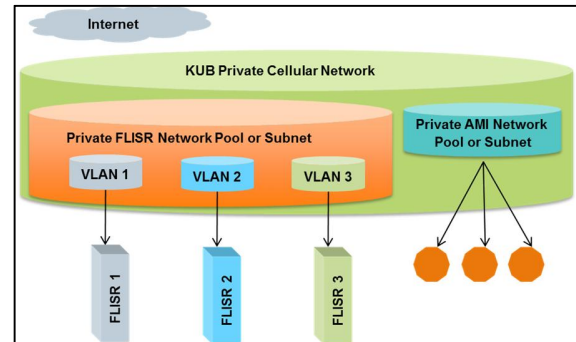 Internet
KUB Private Cellular Network
Private FLISR Network Pool or Subnet
Private AMI Network
Pool or Subnet
VLAN 1
VLAN 2
VLAN 3
FLISR 1
FLISR 2
FLISR 3